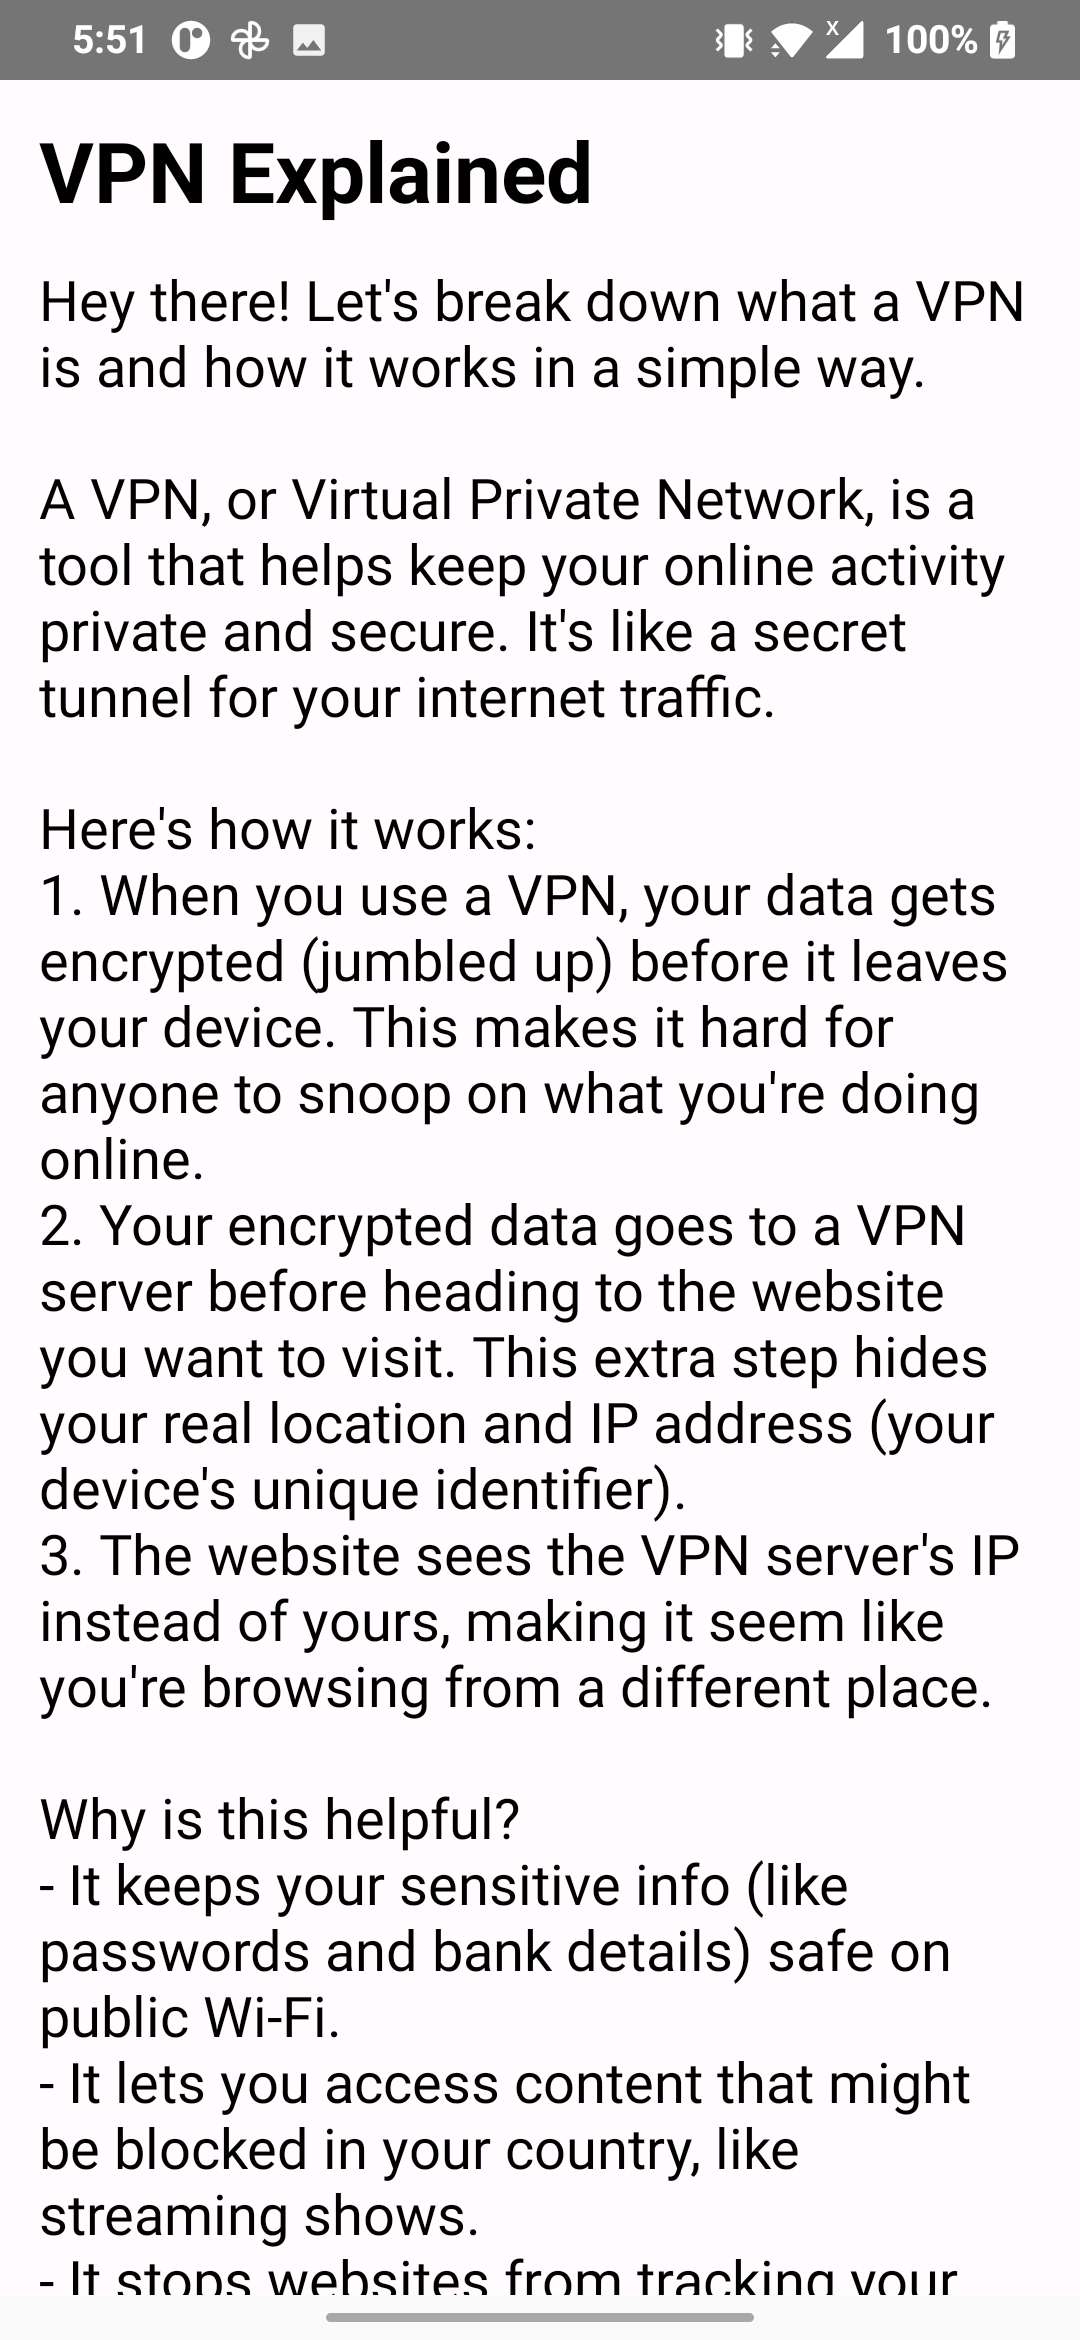 5:51
100%
VPN Explained
Hey there! Let's break down what a VPN
is and how it works in a simple way.
A VPN, or Virtual Private Network, is a
tool that helps keep your online activity
private and secure. It's like a secret
tunnel for your internet traffic.
Here's how it works:
1. When you use a VPN, your data gets
encrypted (jumbled up) before it leaves
your device. This makes it hard for
anyone to snoop on what you're doing
online.
2. Your encrypted data goes to a VPN
server before heading to the website
you want to visit. This extra step hides
your real location and IP address (your
device's unique identifier).
3. The website sees the VPN server's IP
instead of yours, making it seem like
you're browsing from a different place.
Why is this helpful?
- It keeps your sensitive info (like
passwords and bank details) safe on
public Wi-Fi.
- It lets you access content that might
be blocked in your country, like
streaming shows.
- It stops websites from tracking your